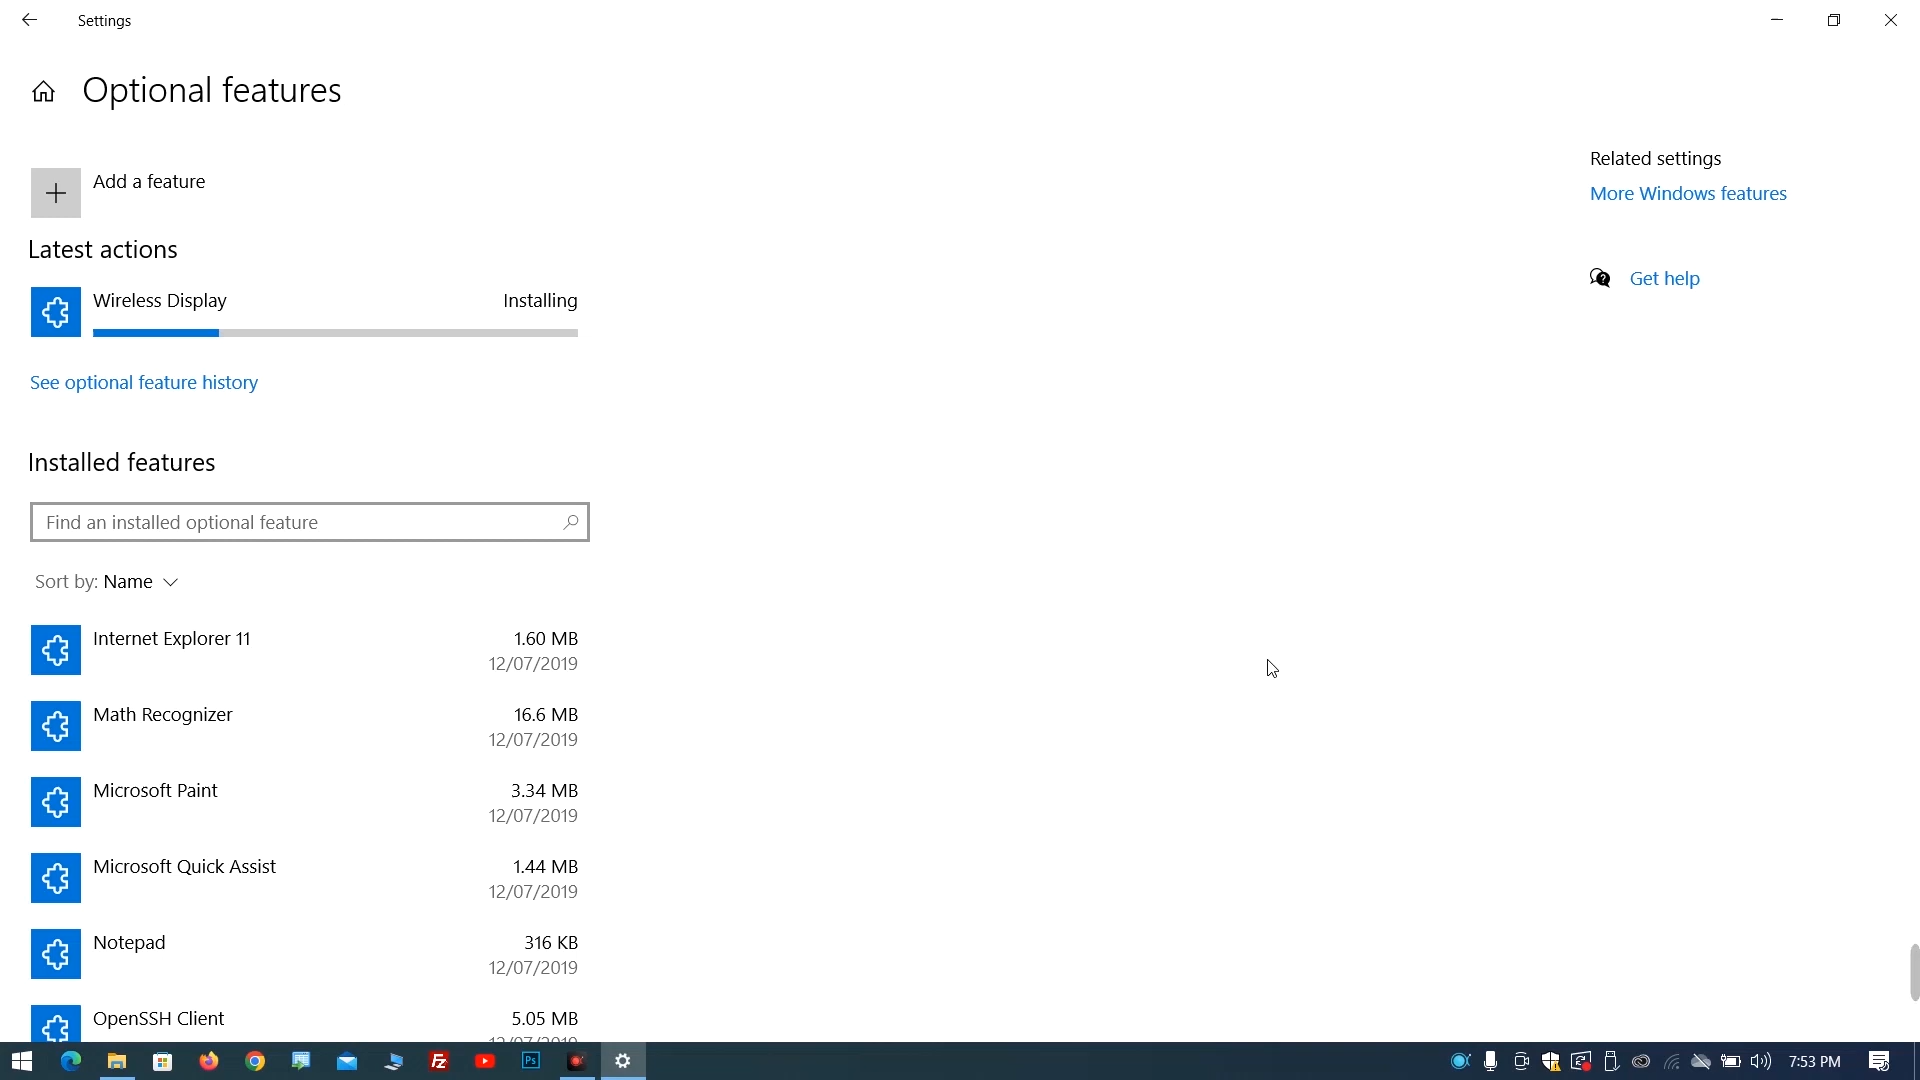 Settings
Optional features
Add a feature
Latest actions
Wireless Display Installing
See optional feature history
Installed features
Find an installed optional feature
Sort by: Name
Internet Explorer 11 1.60 MB
12/07/2019
Math Recognizer 16.6 MB
12/07/2019
Microsoft Paint 3.34 MB
12/07/2019
Microsoft Quick Assist 1.44 MB
12/07/2019
Notepad 316 KB
12/07/2019
OpenSSH Client 5.05 MB
Related settings
More Windows features
Get help
Fz
Ps
7:53 PM